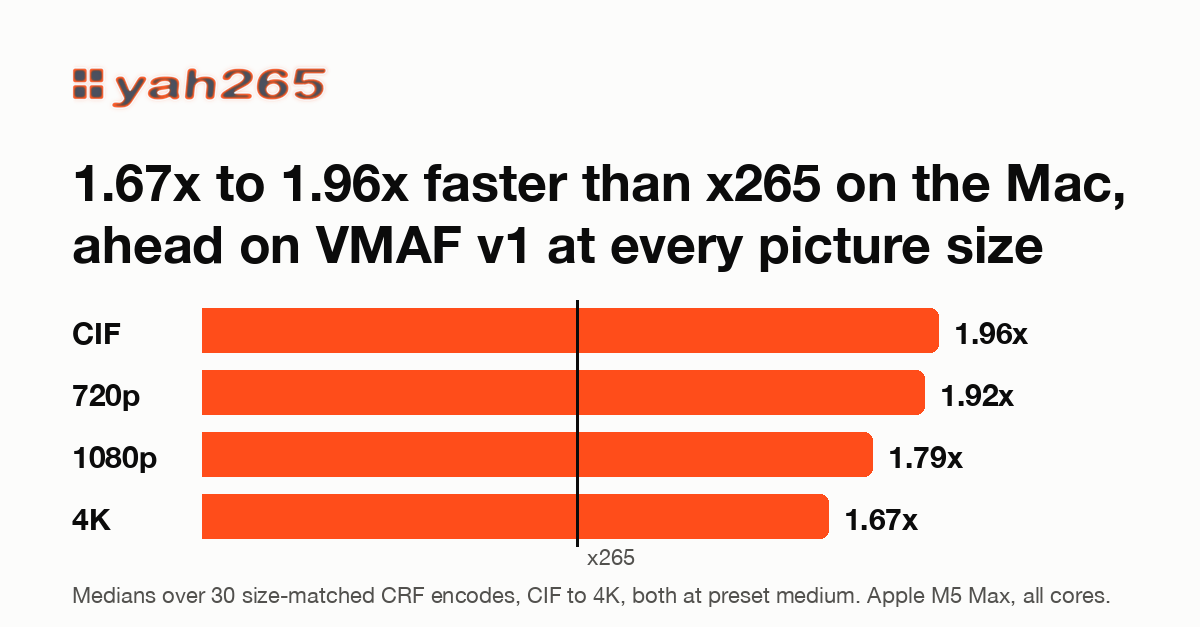 yah265
1.67x to 1.96x faster than x265 on the Mac,
ahead on VMAF v1 at every picture size
CIF 1.96x
720p 1.92x
1080p 1.79x
4K 1.67x
x265
Medians over 30 size-matched CRF encodes, CIF to 4K, both at preset medium. Apple M5 Max, all cores.